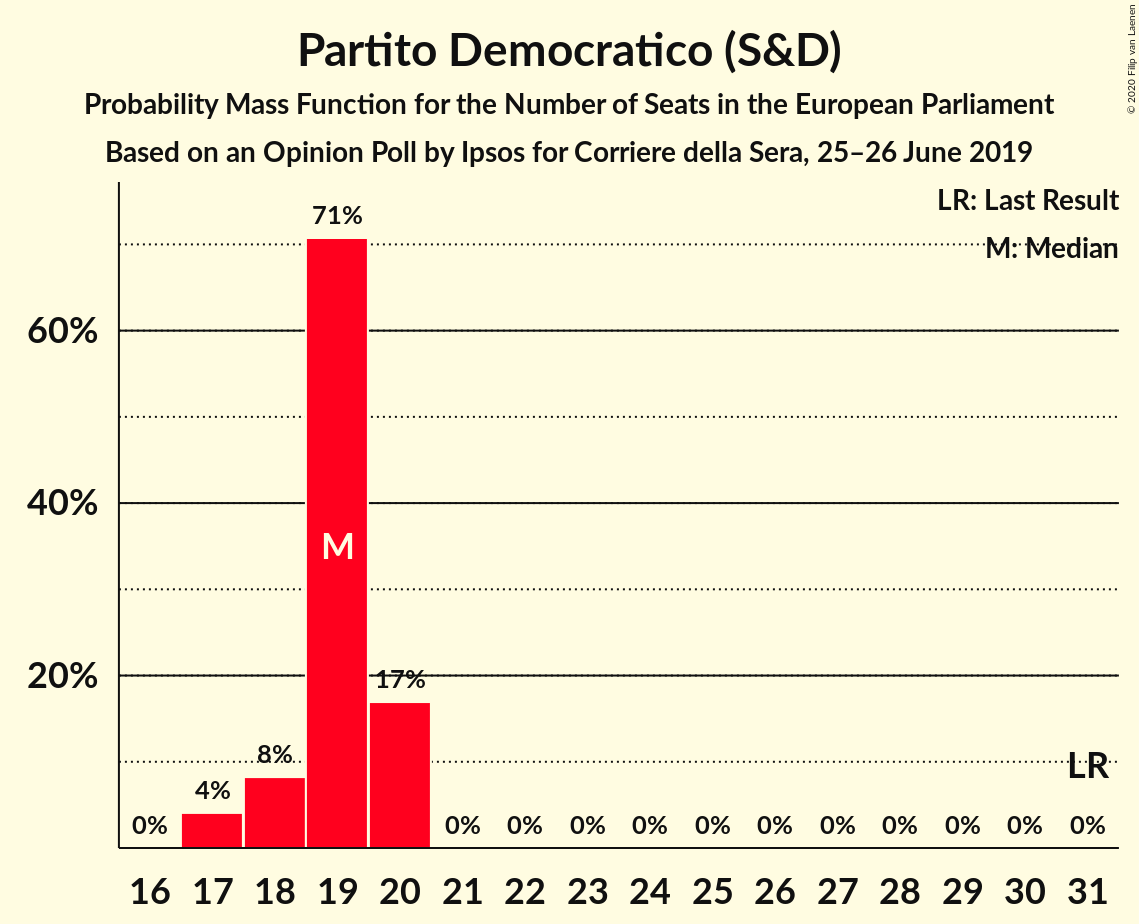 Partito Democratico (S&D)
Probability Mass Function for the Number of Seats in the European Parliament
Based on an Opinion Poll by Ipsos for Corriere della Sera, 25–26 June 2019
© 2020 Filip van Laenen
LR: Last Result
M: Median
71%
60%
40%
M
20%
17%
8%
LR
4%
0% 0% 0% 0% 0% 0% 0% 0% 0% 0% 0% 0%
16 17 18 19 20 21 22 23 24 25 26 27 28 29 30 31